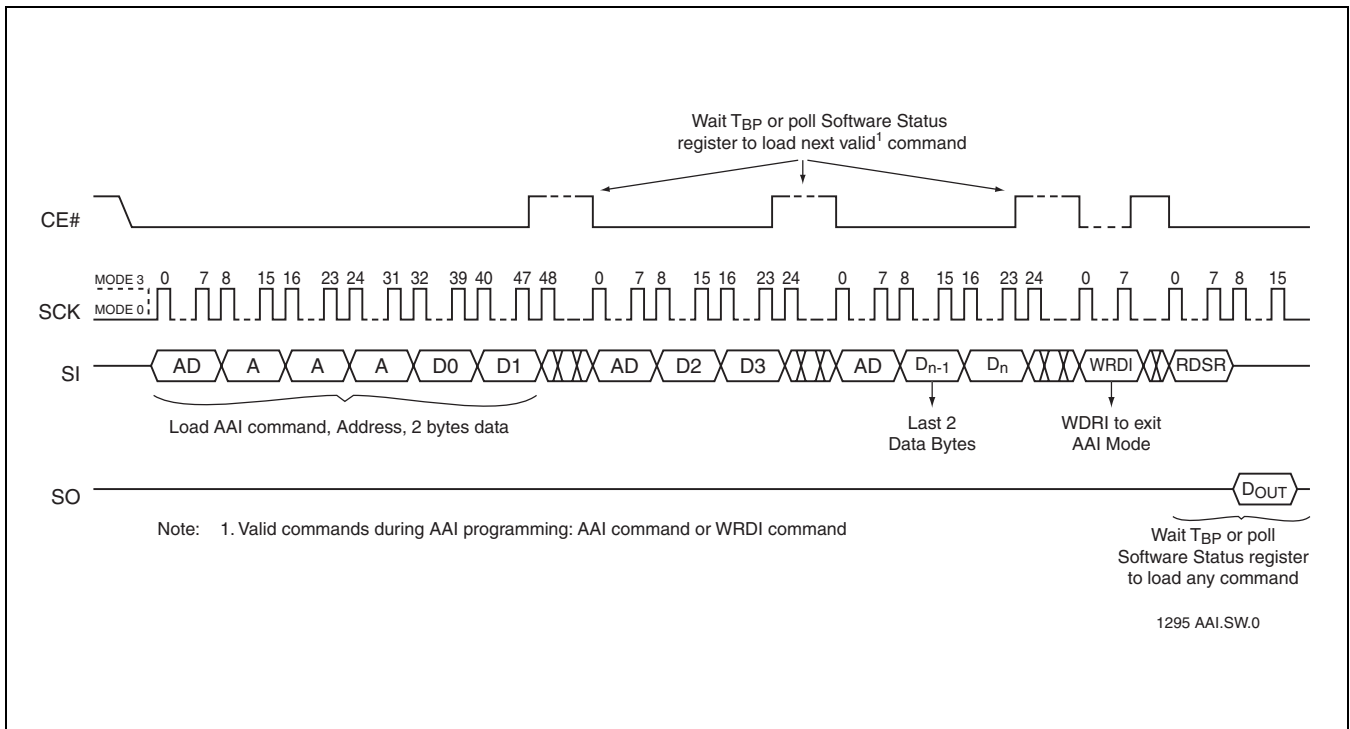 Wait TBP or poll Software Status
register to load next valid1 command
CE#
MODE 3
MODE 0
SCK
0 7 8 15 16 23 24 31 32 39 40 47 48 0 7 8 15 16 23 24 0 7 8 15 16 23 24 0 7 0 7 8 15
SI
AD A A A D0 D1 AD D2 D3 AD Dn-1 Dn WRDI RDSR
Load AAI command, Address, 2 bytes data
Last 2
Data Bytes
WDRI to exit
AAI Mode
SO
DOUT
Note: 1. Valid commands during AAI programming: AAI command or WRDI command
Wait TBP or poll
Software Status register
to load any command
1295 AAI.SW.0